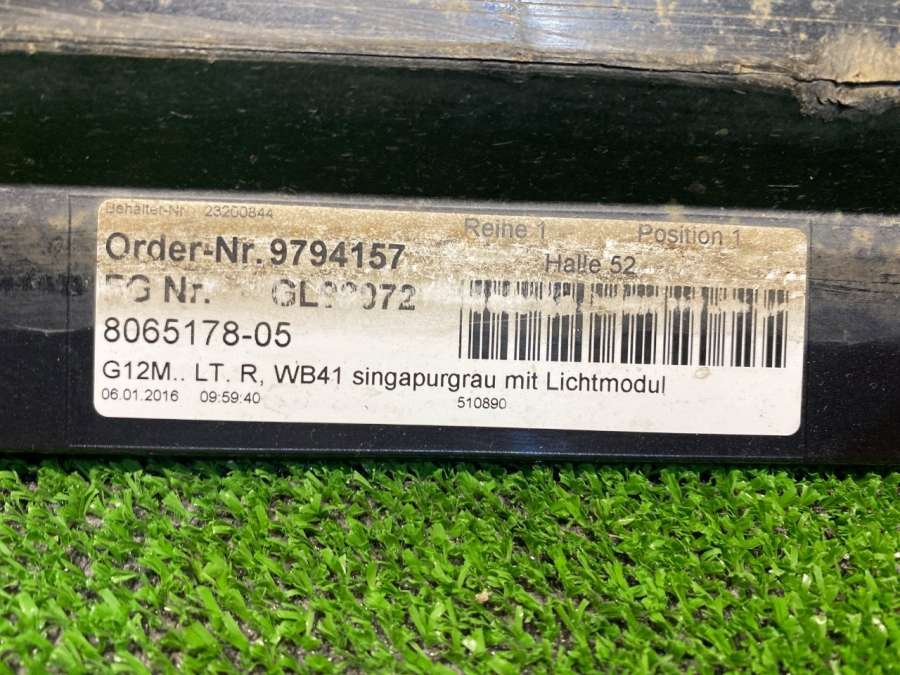 Behälter-Nr 23200844
Reihe 1 Position 1
Order-Nr. 9794157
Halle 52
Nr.
8065178-05
G12M.. LT. R, WB41 singapurgrau mit Lichtmodul
06.01.2016 09:59:40 510890